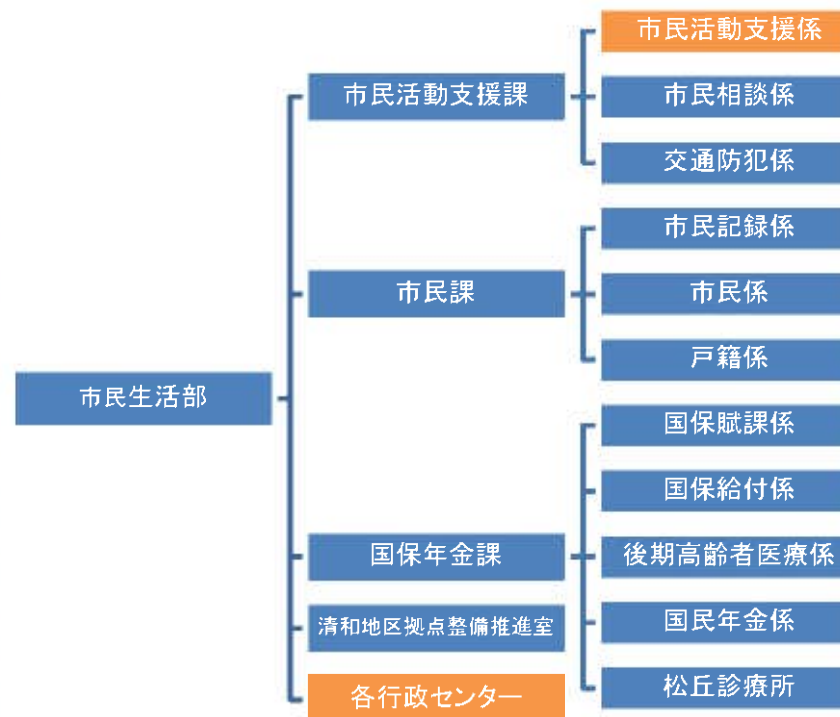 市民生活部
市民活動支援課
市民活動支援係
市民相談係
交通防犯係
市民課
市民記録係
市民係
戸籍係
国保年金課
国保賦課係
国保給付係
後期高齢者医療係
国民年金係
松丘診療所
清和地区拠点整備推進室
各行政センター